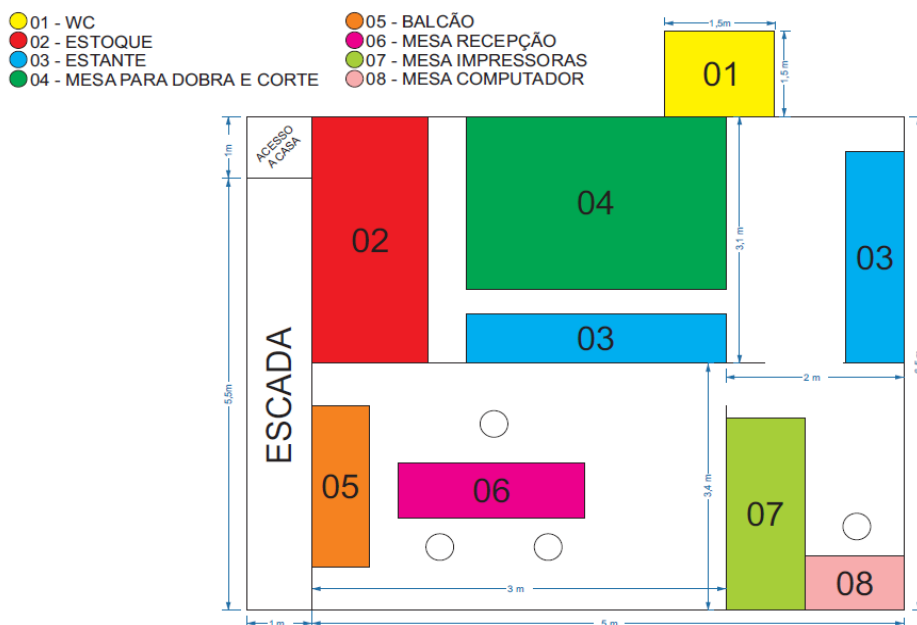 01 - WC
02 - ESTOQUE
03 - ESTANTE
04 - MESA PARA DOBRA E CORTE
05 - BALCÃO
06 - MESA RECEPÇÃO
07 - MESA IMPRESSORAS
08 - MESA COMPUTADOR
1,5m
01
1,5 m
1m
ACESSO
A CASA
02
04
3,1 m
03
03
2 m
5,5m
ESCADA
05
06
3,4 m
07
08
3 m
1 m
5 m